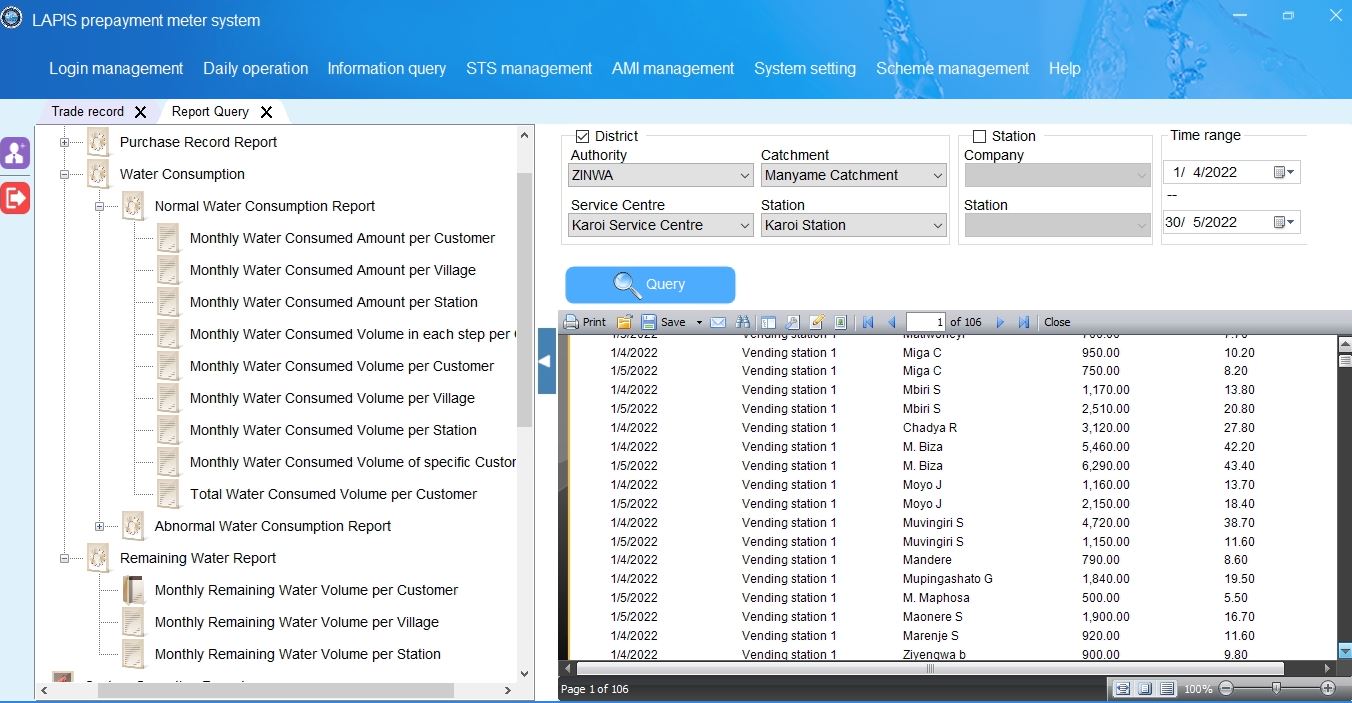 LAPIS prepayment meter system
Login management Daily operation Information query STS management AMI management System setting Scheme management Help
Trade record X Report Query X
Purchase Record Report
Water Consumption
Normal Water Consumption Report
Monthly Water Consumed Amount per Customer
Monthly Water Consumed Amount per Village
Monthly Water Consumed Amount per Station
Monthly Water Consumed Volume in each step per
Monthly Water Consumed Volume per Customer
Monthly Water Consumed Volume per Village
Monthly Water Consumed Volume per Station
Monthly Water Consumed Volume of specific Custor
Total Water Consumed Volume per Customer
Abnormal Water Consumption Report
Remaining Water Report
Monthly Remaining Water Volume per Customer
Monthly Remaining Water Volume per Village
Monthly Remaining Water Volume per Station
District
Authority Catchment
ZINWA Manyame Catchment
Service Centre Station
Karoi Service Centre Karoi Station
Station
Company
Station
Time range
1/ 4/2022
--
30/ 5/2022
Query
Print Save 1 of 106 Close
1/4/2022 Vending station 1 Miga C 950.00 10.20
1/5/2022 Vending station 1 Miga C 750.00 8.20
1/4/2022 Vending station 1 Mbiri S 1,170.00 13.80
1/5/2022 Vending station 1 Mbiri S 2,510.00 20.80
1/4/2022 Vending station 1 Chadya R 3,120.00 27.80
1/4/2022 Vending station 1 M. Biza 5,460.00 42.20
1/5/2022 Vending station 1 M. Biza 6,290.00 43.40
1/4/2022 Vending station 1 Moyo J 1,160.00 13.70
1/5/2022 Vending station 1 Moyo J 2,150.00 18.40
1/4/2022 Vending station 1 Muvingiri S 4,720.00 38.70
1/5/2022 Vending station 1 Muvingiri S 1,150.00 11.60
1/4/2022 Vending station 1 Mandere 790.00 8.60
1/4/2022 Vending station 1 Mupingashato G 1,840.00 19.50
1/5/2022 Vending station 1 M. Maphosa 500.00 5.50
1/5/2022 Vending station 1 Maonere S 1,900.00 16.70
1/4/2022 Vending station 1 Marenje S 920.00 11.60
1/4/2022 Vending station 1 Ziyengwa b 900.00 9.80
Page 1 of 106 100%